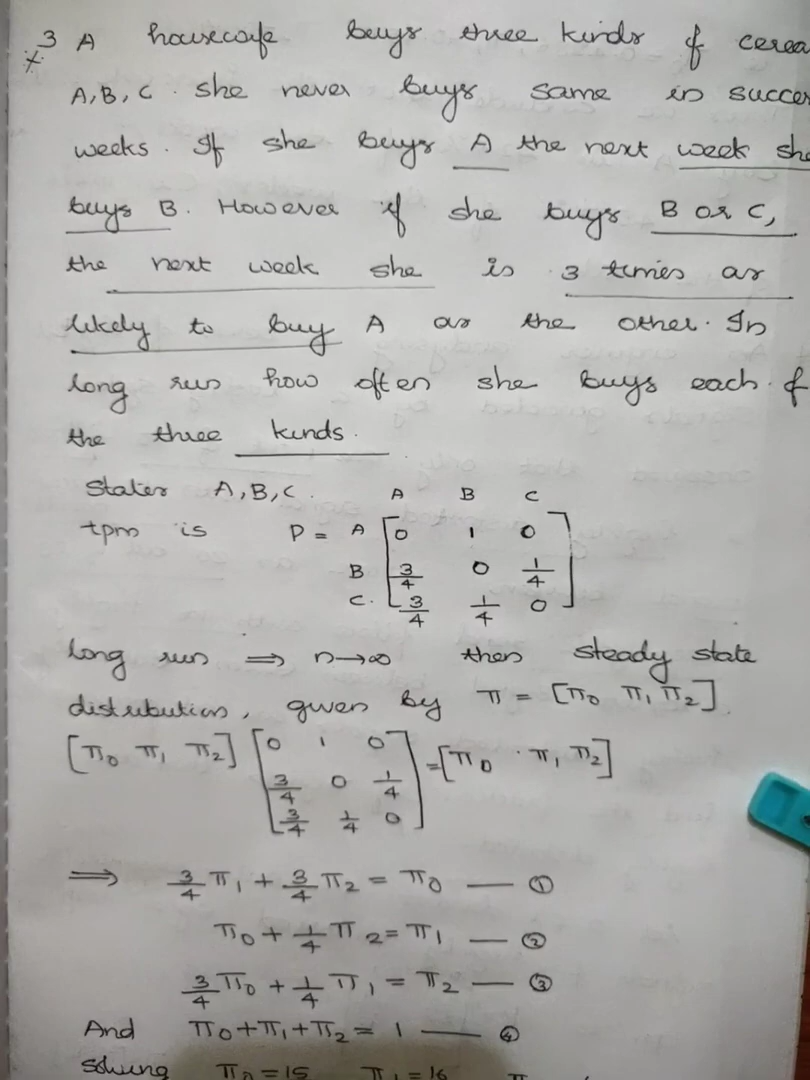 3 A housewife buys three kinds of cerea
A, B, C. she never buys same in succes
weeks. If she buys A the next week she
buys B. However if she buys B or C,
the next week she is 3 times as
likely to buy A as the other. In
long run how often she buys each of
the three kinds.
States A, B, C. A B C
tpm is P = A [0 1 0
B 3/4 0 1/4
C. 3/4 1/4 0]
long run ⟹ n→∞ then steady state
distribution, given by π = [π0 π1 π2]
[π0 π1 π2] [0 1 0
3/4 0 1/4 = [π0 π1 π2]
3/4 1/4 0]
⟹ 3/4 π1 + 3/4 π2 = π0 — ①
π0 + 1/4 π2 = π1 — ②
3/4 π0 + 1/4 π1 = π2 — ③
And π0 + π1 + π2 = 1 — ④
Solving π0 = 15 π1 = 16 π